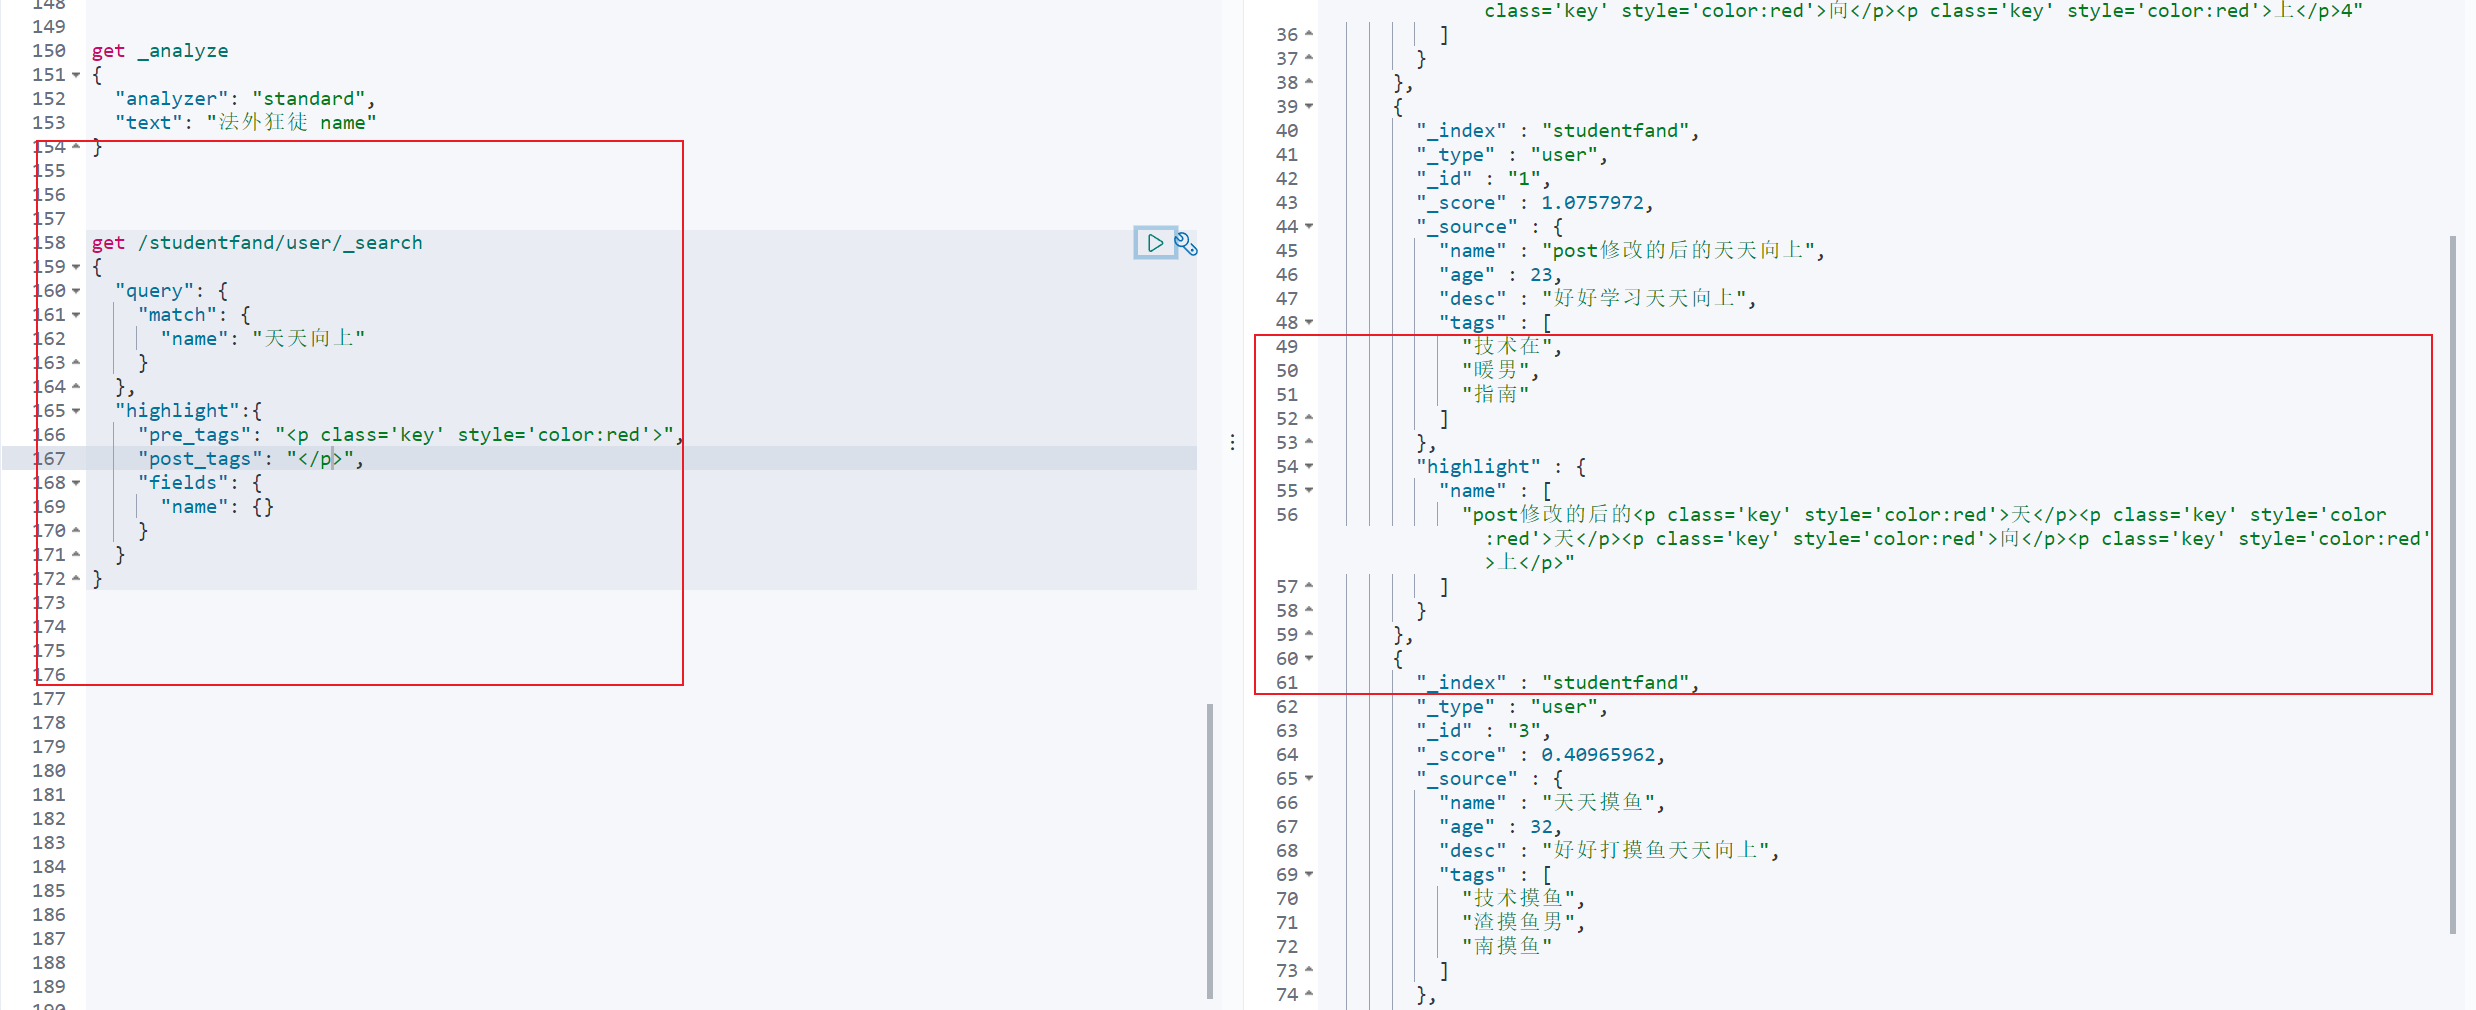 148
149
150 get _analyze
151 {
152 "analyzer": "standard",
153 "text": "法外狂徒 name"
154 }
155
156
157
158 get /studentfand/user/_search
159 {
160 "query": {
161 "match": {
162 "name": "天天向上"
163 }
164 },
165 "highlight":{
166 "pre_tags": "<p class='key' style='color:red'>",
167 "post_tags": "</p>",
168 "fields": {
169 "name": {}
170 }
171 }
172 }
173
174
175
176
177
178
179
180
181
182
183
184
185
186
187
188
189
190
class='key' style='color:red'>向</p><p class='key' style='color:red'>上</p>4"
36 ]
37 }
38 },
39 {
40 "_index" : "studentfand",
41 "_type" : "user",
42 "_id" : "1",
43 "_score" : 1.0757972,
44 "_source" : {
45 "name" : "post修改的后的天天向上",
46 "age" : 23,
47 "desc" : "好好学习天天向上",
48 "tags" : [
49 "技术在",
50 "暖男",
51 "指南"
52 ]
53 },
54 "highlight" : {
55 "name" : [
56 "post修改的后的<p class='key' style='color:red'>天</p><p class='key' style='color
:red'>天</p><p class='key' style='color:red'>向</p><p class='key' style='color:red'
>上</p>"
57 ]
58 }
59 },
60 {
61 "_index" : "studentfand",
62 "_type" : "user",
63 "_id" : "3",
64 "_score" : 0.40965962,
65 "_source" : {
66 "name" : "天天摸鱼",
67 "age" : 32,
68 "desc" : "好好打摸鱼天天向上",
69 "tags" : [
70 "技术摸鱼",
71 "渣摸鱼男",
72 "南摸鱼"
73 ]
74 },